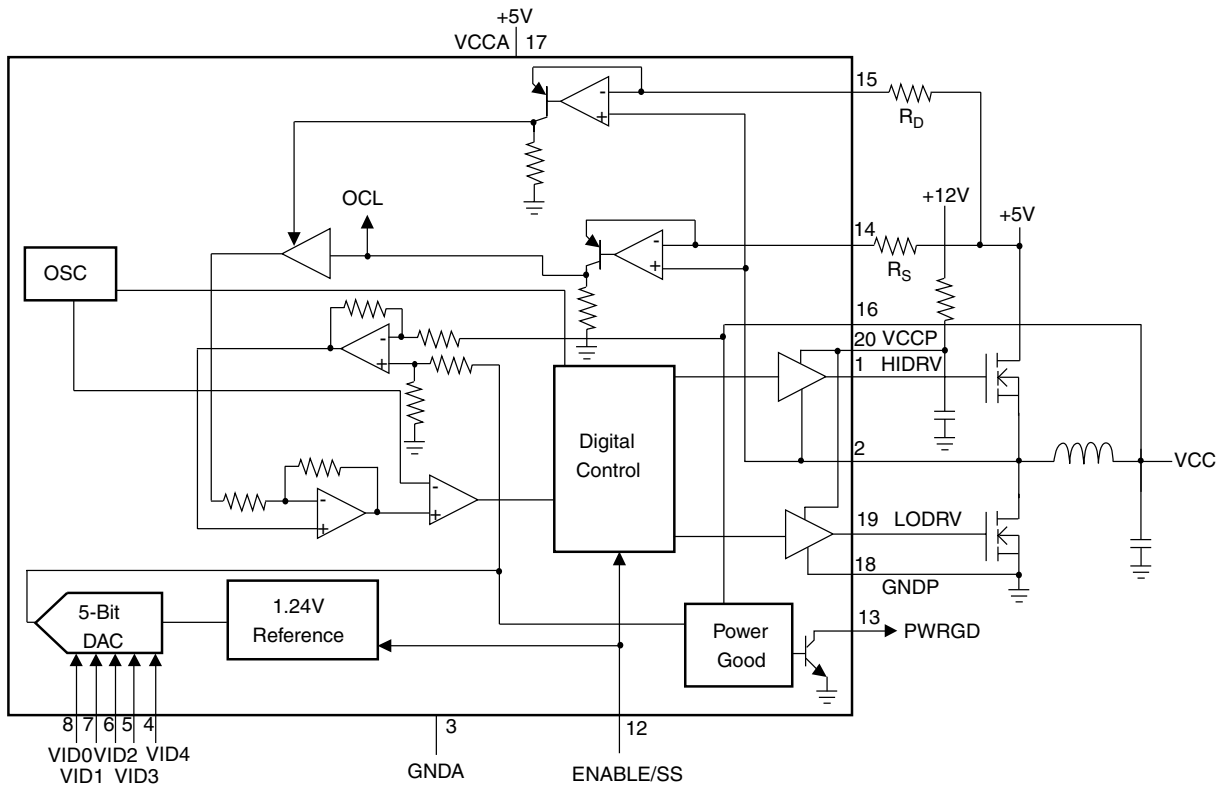 +5V
VCCA 17
15
RD
OCL
+12V
+5V
14
RS
OSC
-
+
-
+
16
20 VCCP
1 HIDRV
-
+
Digital
Control
2
VCC
-
+
-
+
19 LODRV
18
GNDP
5-Bit
DAC
1.24V
Reference
Power
Good
13
PWRGD
8 7 6 5 4
3
12
VID0 VID2 VID4
VID1 VID3
GNDA
ENABLE/SS